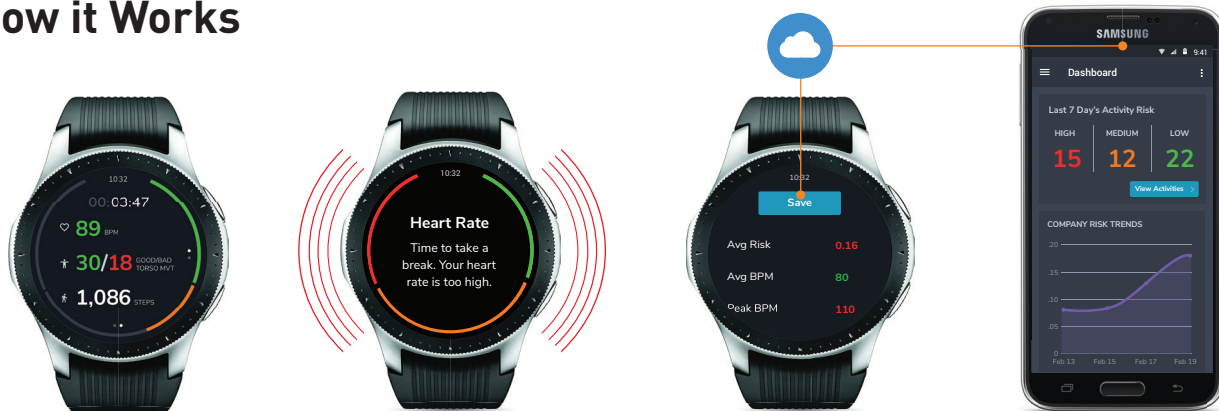 ow it Works
10:32
00:03:47
89 BPM
30/18 GOOD/BAD
TORSO MVT
1,086 STEPS
10:32
Heart Rate
Time to take a
break. Your heart
rate is too high.
10:32
Save
Avg Risk 0.16
Avg BPM 80
Peak BPM 110
SAMSUNG
9:41
Dashboard
Last 7 Day's Activity Risk
HIGH MEDIUM LOW
15 12 22
View Activities
COMPANY RISK TRENDS
.20
.15
.10
.05
0
Feb 13 Feb 15 Feb 17 Feb 19